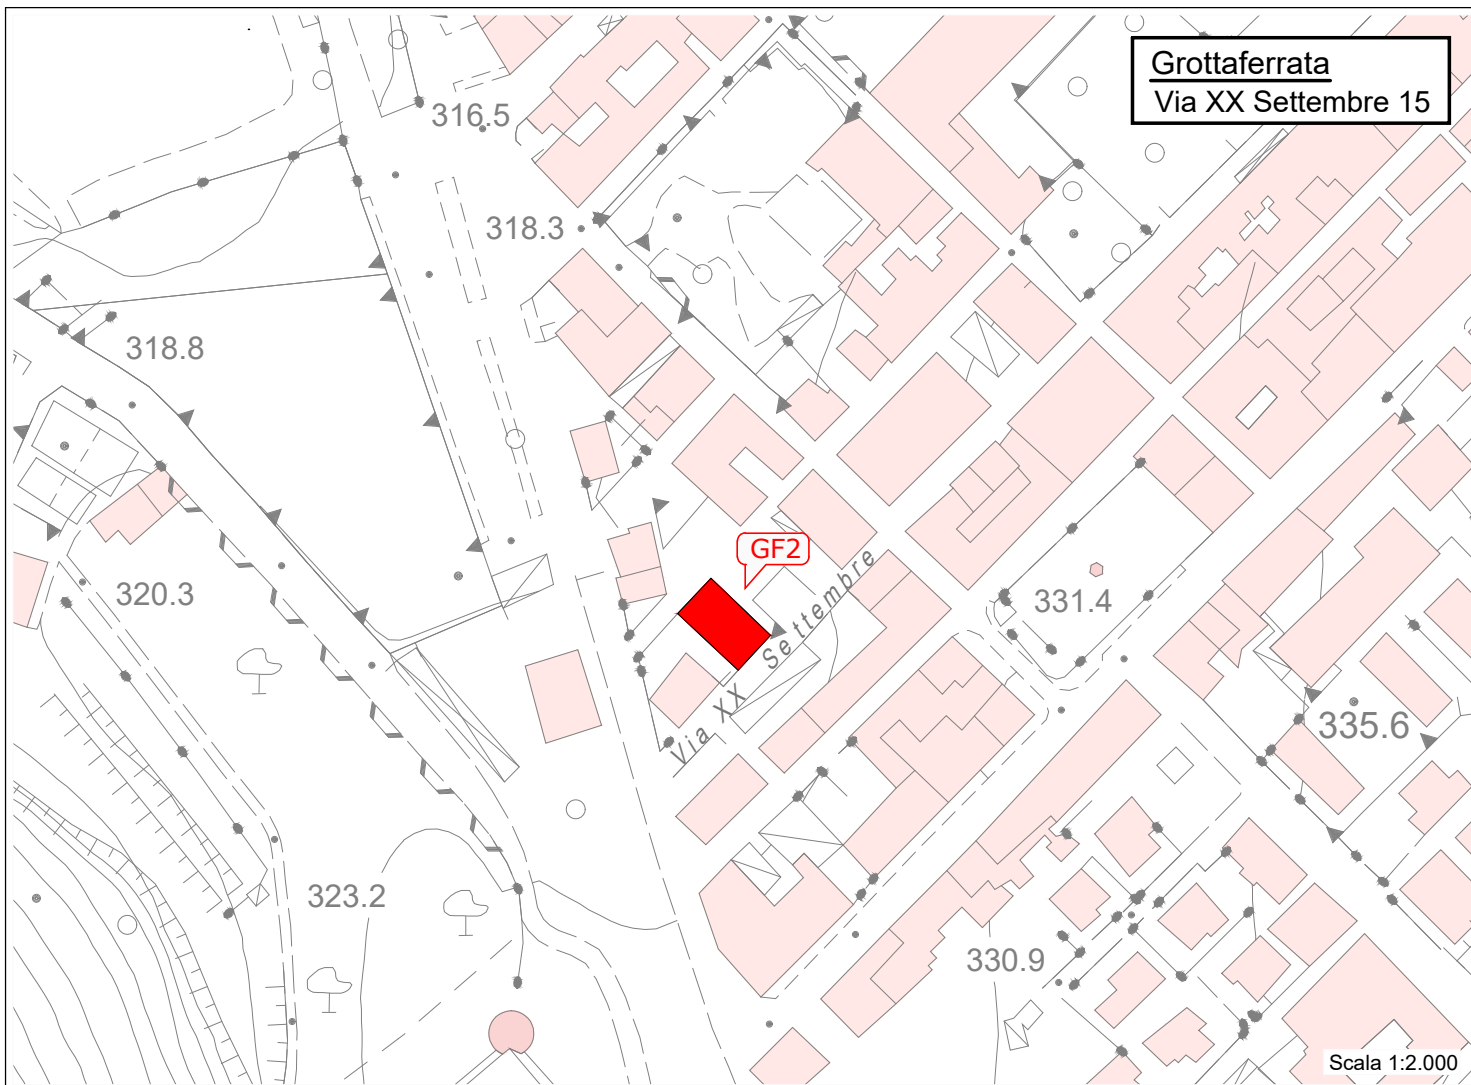 Grottaferrata
Via XX Settembre 15
316.5
318.3
318.8
GF2
320.3
331.4
Via XX Settembre
335.6
323.2
330.9
Scala 1:2.000